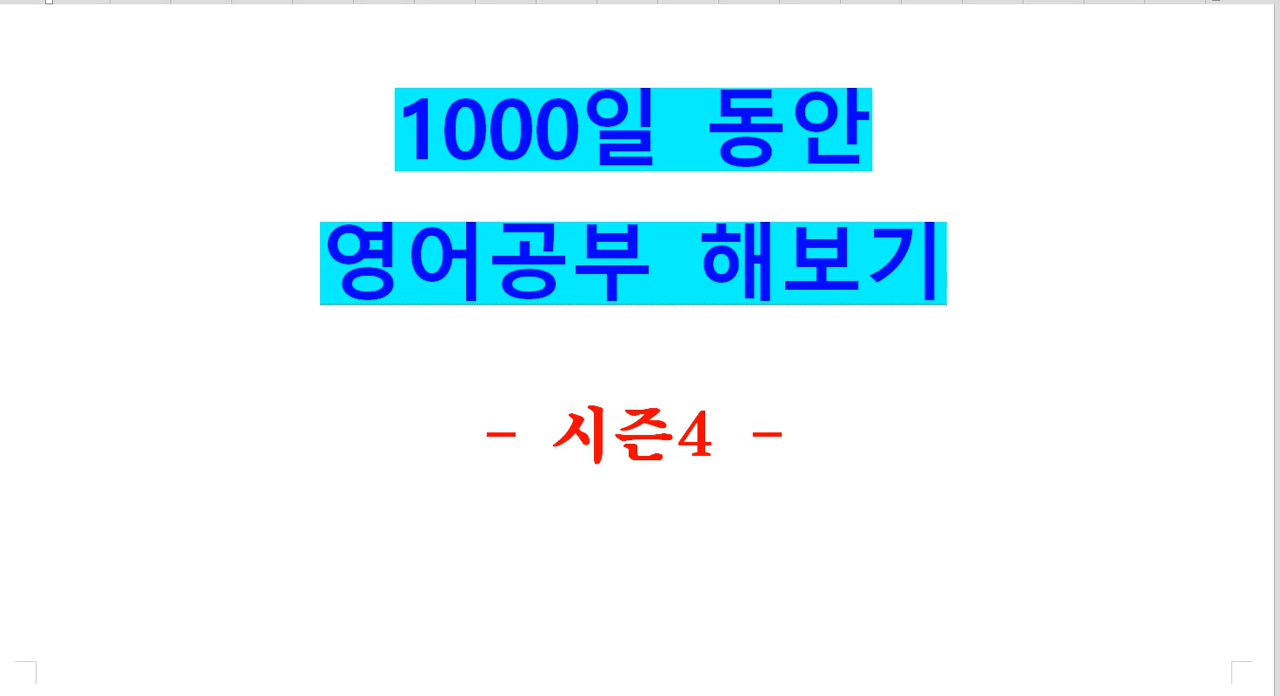 1000일 동안
영어공부 해보기
- 시즌4 -